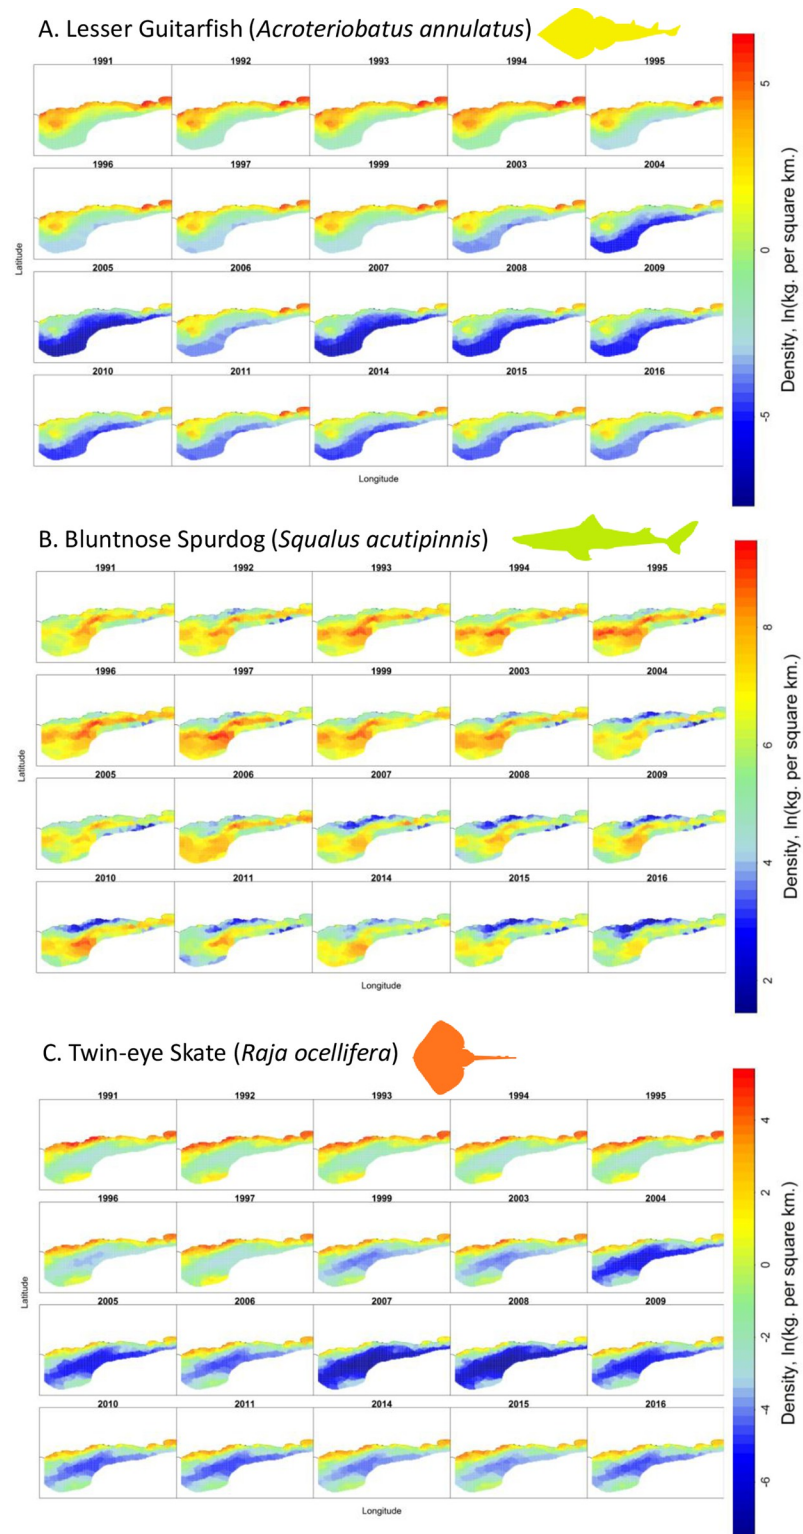 A. Lesser Guitarfish (Acroteriobatus annulatus)
1991 1992 1993 1994 1995
1996 1997 1999 2003 2004
2005 2006 2007 2008 2009
2010 2011 2014 2015 2016
Latitude
Longitude
5
0
-5
Density, ln(kg. per square km.)
B. Bluntnose Spurdog (Squalus acutipinnis)
1991 1992 1993 1994 1995
1996 1997 1999 2003 2004
2005 2006 2007 2008 2009
2010 2011 2014 2015 2016
Latitude
Longitude
8
6
4
2
Density, ln(kg. per square km.)
C. Twin-eye Skate (Raja ocellifera)
1991 1992 1993 1994 1995
1996 1997 1999 2003 2004
2005 2006 2007 2008 2009
2010 2011 2014 2015 2016
Latitude
Longitude
4
2
0
-2
-4
-6
Density, ln(kg. per square km.)